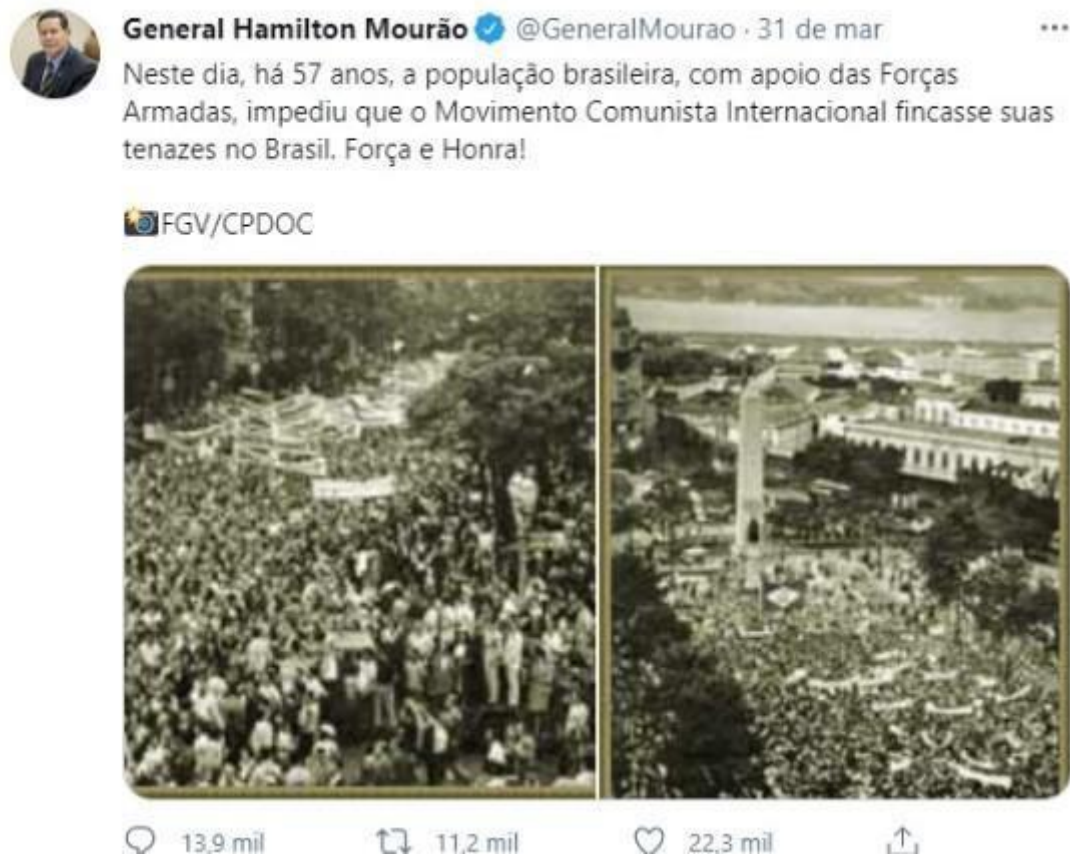 General Hamilton Mourão @GeneralMourao · 31 de mar
Neste dia, há 57 anos, a população brasileira, com apoio das Forças
Armadas, impediu que o Movimento Comunista Internacional fincasse suas
tenazes no Brasil. Força e Honra!
FGV/CPDOC
13,9 mil 11,2 mil 22,3 mil